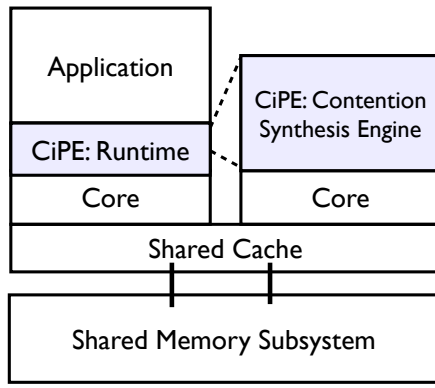 Application
CiPE: Runtime
Core
CiPE: Contention
Synthesis Engine
Core
Shared Cache
Shared Memory Subsystem